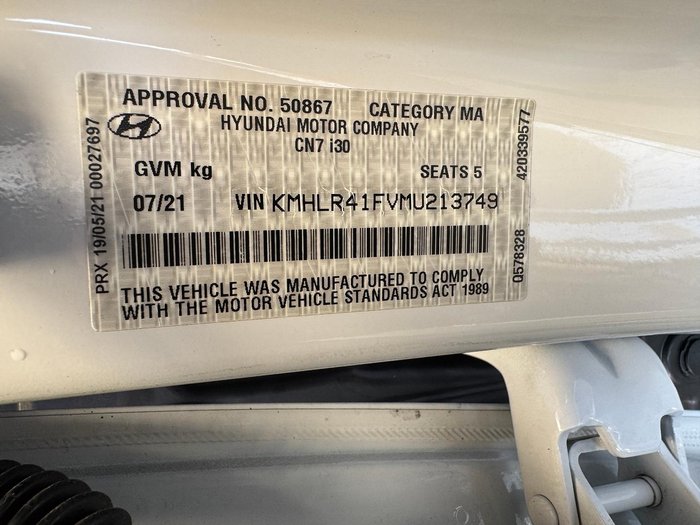 APPROVAL NO. 50867 CATEGORY MA
HYUNDAI MOTOR COMPANY
CN7 i30
GVM kg SEATS 5
07/21 VIN KMHLR41FVMU213749
THIS VEHICLE WAS MANUFACTURED TO COMPLY
WITH THE MOTOR VEHICLE STANDARDS ACT 1989
PRX 19/05/21 00027697
Q578328 420339577